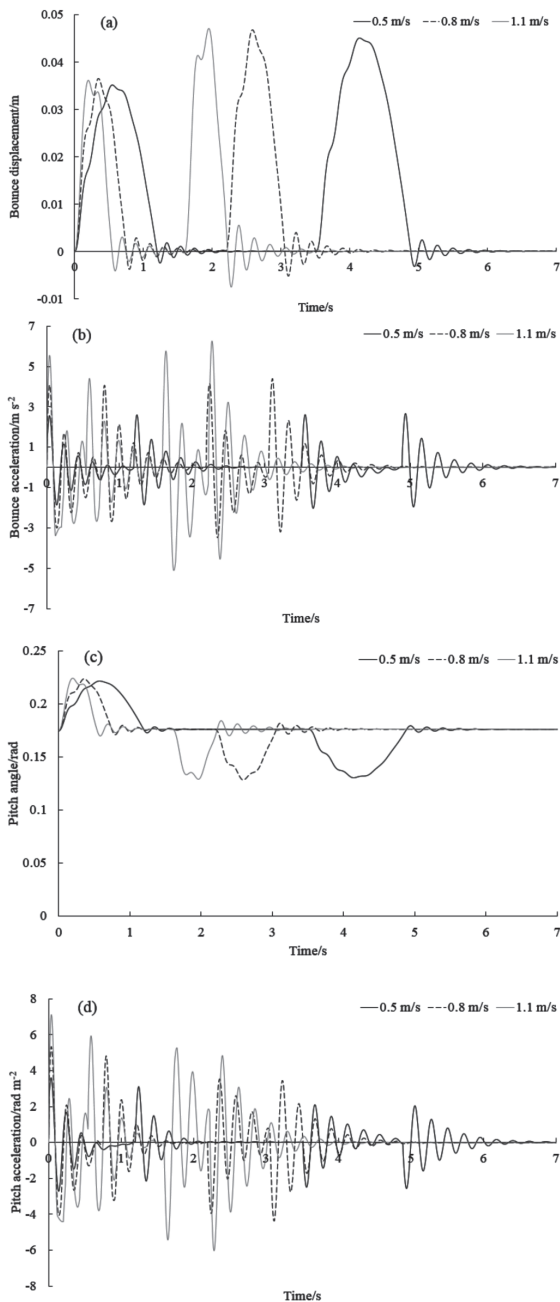 (a)
0.5 m/s 0.8 m/s 1.1 m/s
Bounce displacement/m
0.05
0.04
0.03
0.02
0.01
0
-0.01
0 1 2 3 4 5 6 7
Time/s
(b)
0.5 m/s 0.8 m/s 1.1 m/s
Bounce acceleration/m s-2
7
5
3
1
-1
-3
-5
-7
0 1 2 3 4 5 6 7
Time/s
(c)
0.5 m/s 0.8 m/s 1.1 m/s
Pitch angle/rad
0.25
0.2
0.15
0.1
0.05
0
0 1 2 3 4 5 6 7
Time/s
(d)
0.5 m/s 0.8 m/s 1.1 m/s
Pitch acceleration/rad m-2
8
6
4
2
0
-2
-4
-6
-8
0 1 2 3 4 5 6 7
Time/s